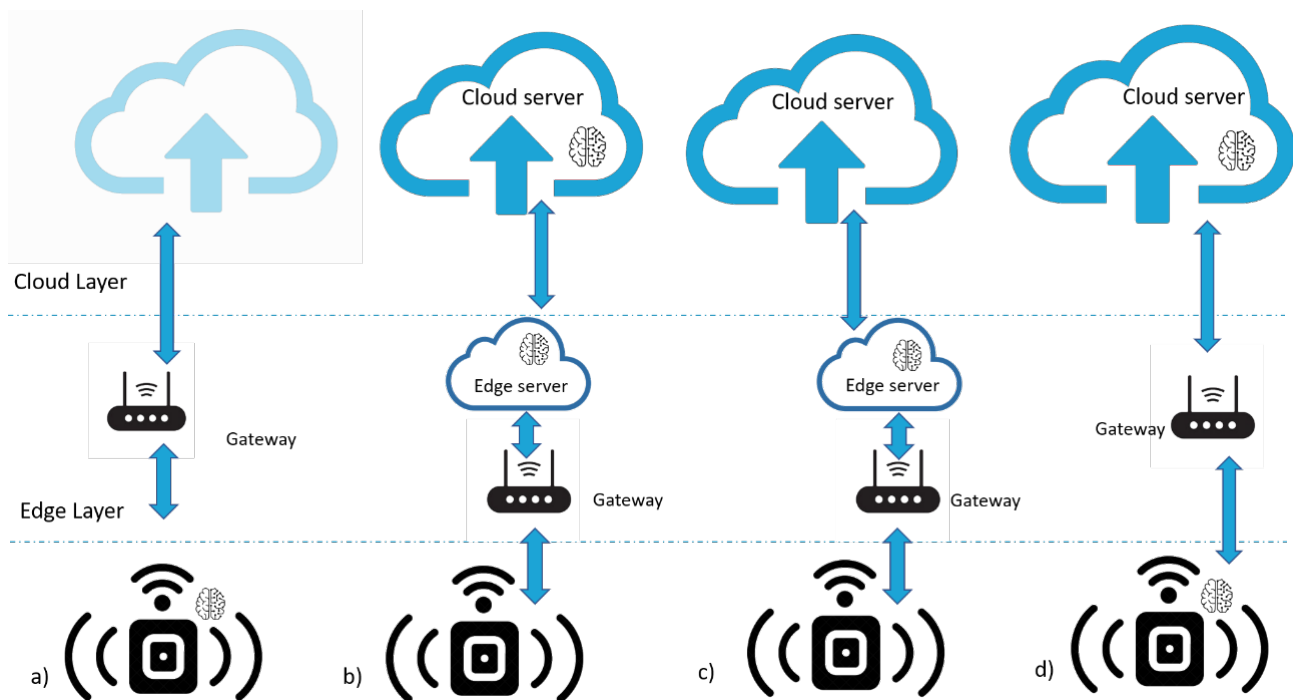 Cloud server
Cloud server
Cloud server
Cloud Layer
Edge server
Edge server
Gateway
Gateway
Gateway
Gateway
Edge Layer
a)
b)
c)
d)